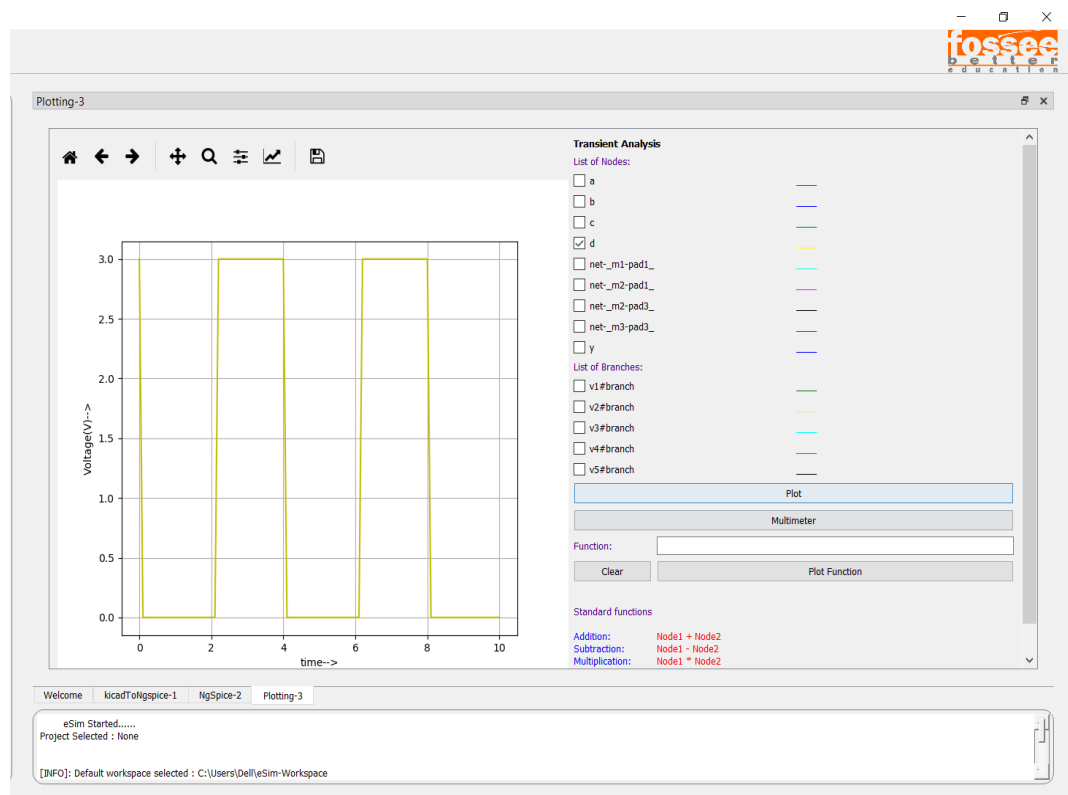 fossee
better
education
Plotting-3
Transient Analysis
List of Nodes:
a
b
c
d
net-_m1-pad1_
net-_m2-pad1_
net-_m2-pad3_
net-_m3-pad3_
y
List of Branches:
v1#branch
v2#branch
v3#branch
v4#branch
v5#branch
Plot
Multimeter
Function:
Clear Plot Function
Standard functions
Addition: Node1 + Node2
Subtraction: Node1 - Node2
Multiplication: Node1 * Node2
3.0
2.5
2.0
1.5
1.0
0.5
0.0
Voltage(V)-->
0 2 4 6 8 10
time-->
Welcome kicadToNgspice-1 NgSpice-2 Plotting-3
eSim Started......
Project Selected : None
[INFO]: Default workspace selected : C:\Users\Dell\eSim-Workspace